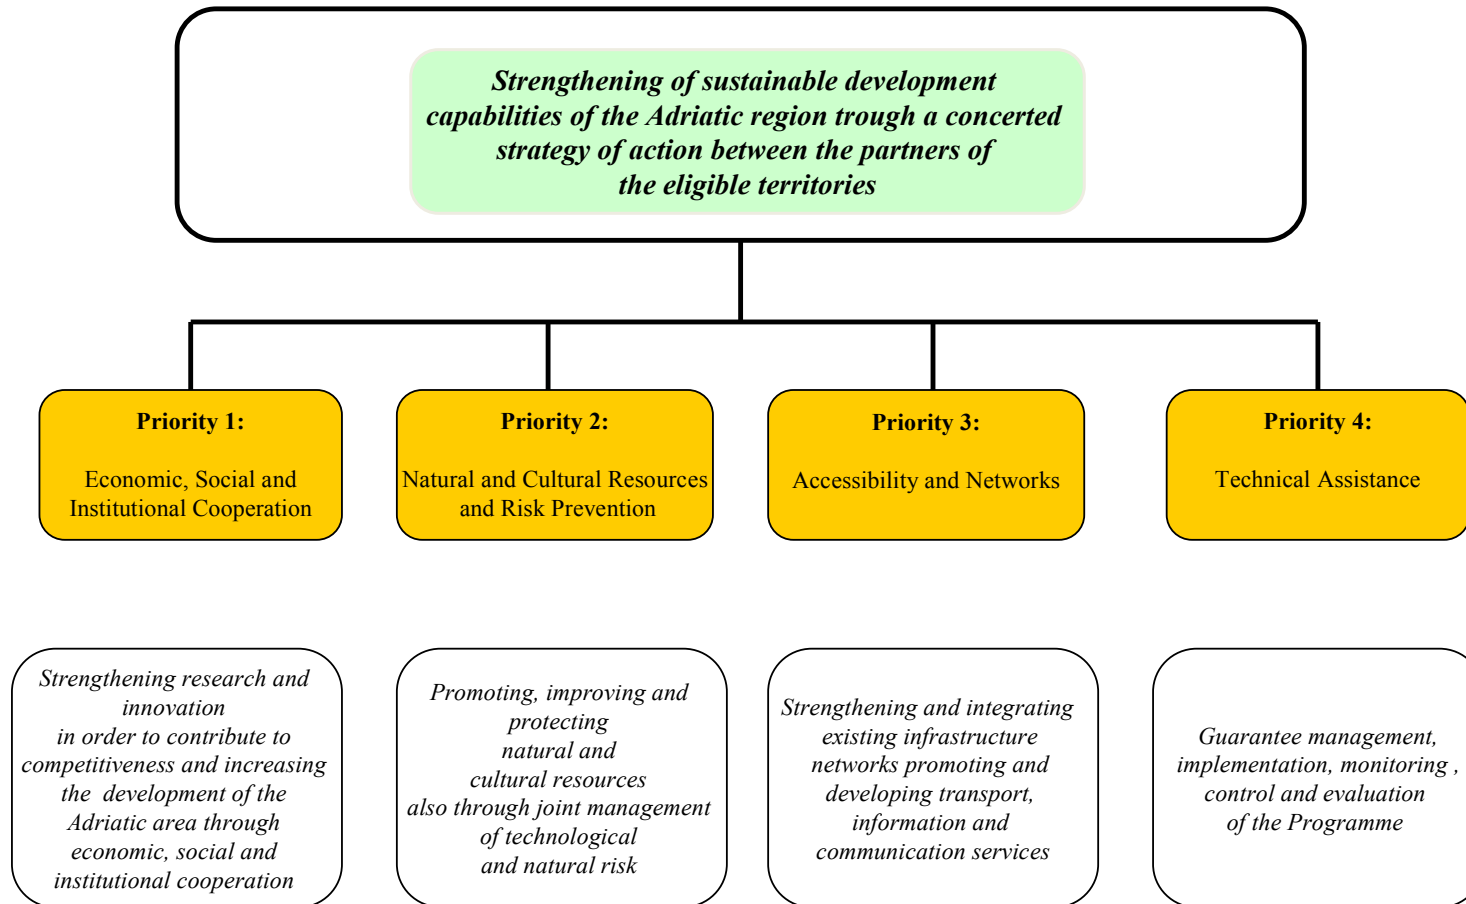 Strengthening of sustainable development
capabilities of the Adriatic region trough a concerted
strategy of action between the partners of
the eligible territories
Priority 1:
Economic, Social and
Institutional Cooperation
Priority 2:
Natural and Cultural Resources
and Risk Prevention
Priority 3:
Accessibility and Networks
Priority 4:
Technical Assistance
Strengthening research and
innovation
in order to contribute to
competitiveness and increasing
the development of the
Adriatic area through
economic, social and
institutional cooperation
Promoting, improving and
protecting
natural and
cultural resources
also through joint management
of technological
and natural risk
Strengthening and integrating
existing infrastructure
networks promoting and
developing transport,
information and
communication services
Guarantee management,
implementation, monitoring ,
control and evaluation
of the Programme